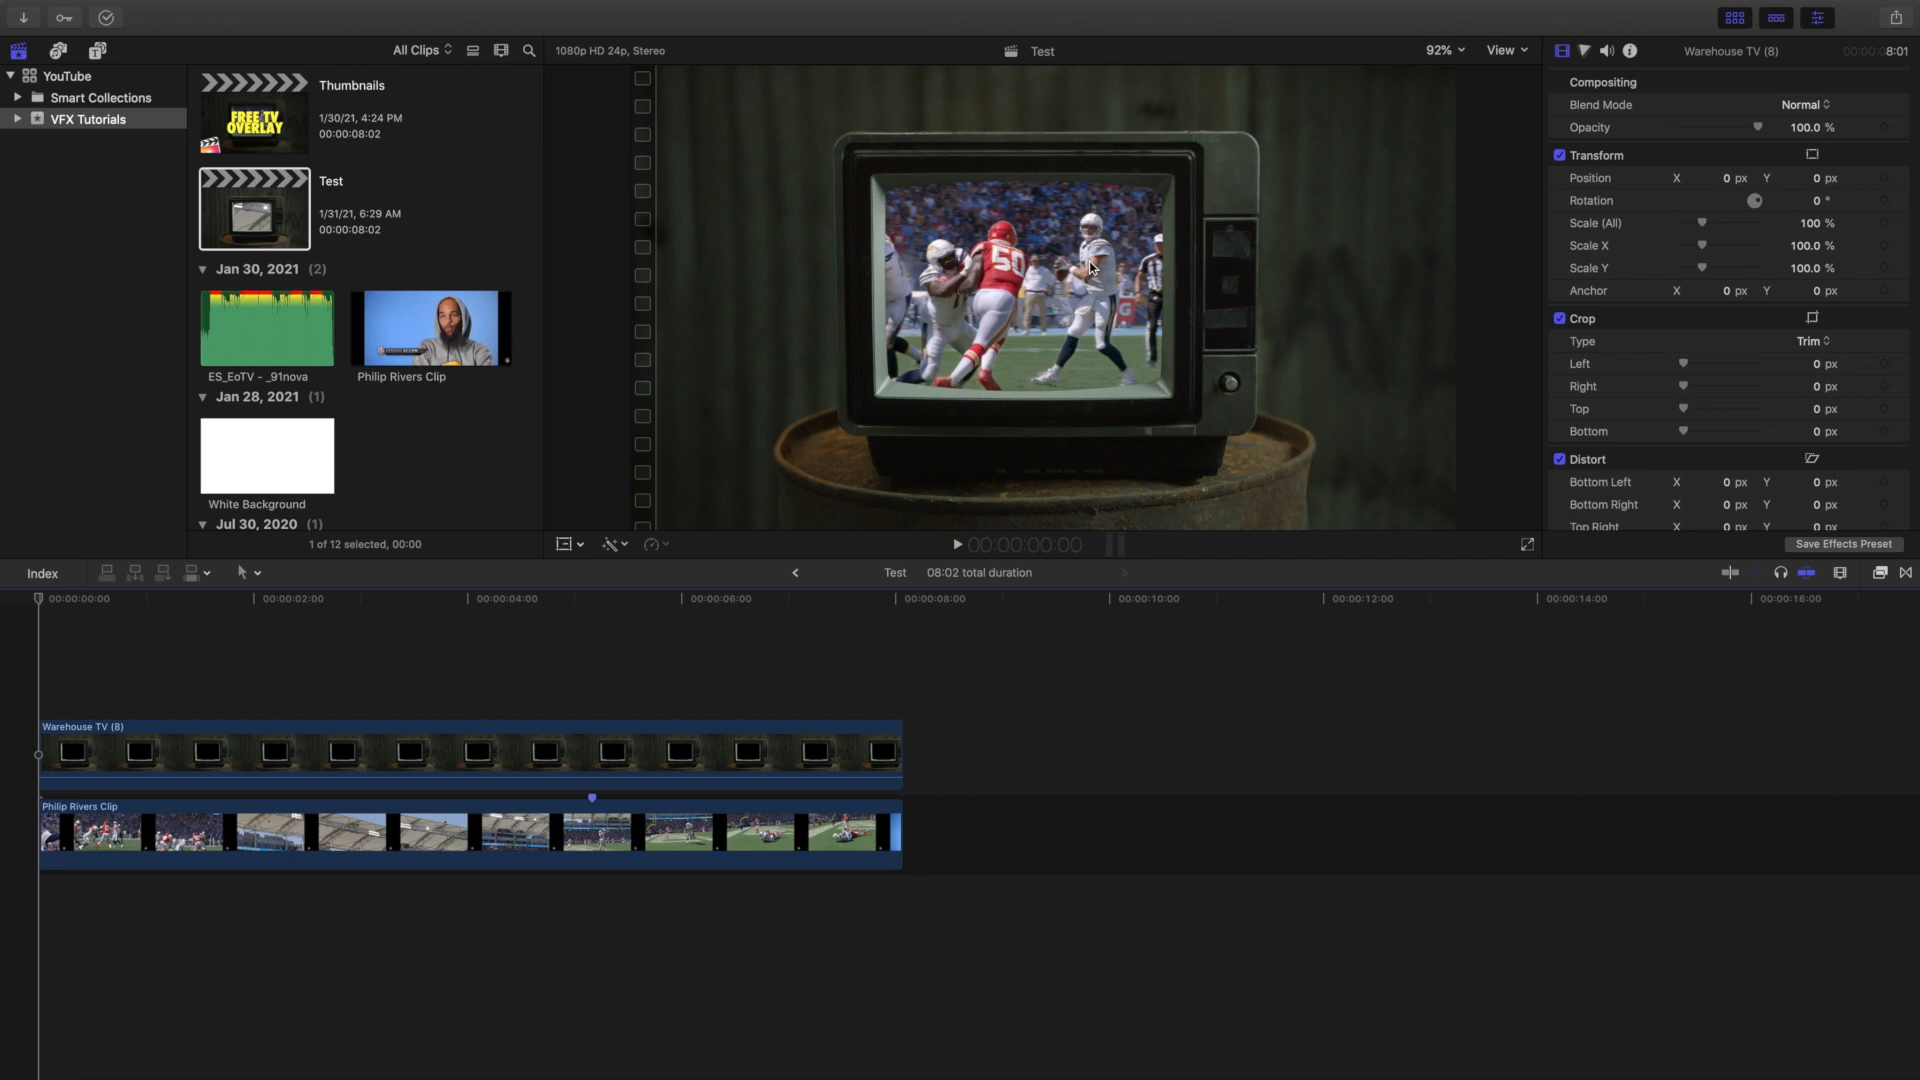 All Clips
1080p HD 24p, Stereo
Test
92%
View
Warehouse TV (8)
00:00:08:01
YouTube
Smart Collections
VFX Tutorials
Thumbnails
1/30/21, 4:24 PM
00:00:08:02
FREE TV
OVERLAY
Test
1/31/21, 6:29 AM
00:00:08:02
Jan 30, 2021 (2)
ES_EoTV - _91nova
Philip Rivers Clip
Jan 28, 2021 (1)
White Background
Jul 30, 2020 (1)
1 of 12 selected, 00:00
50
G
00:00:00:00
Compositing
Blend Mode Normal
Opacity 100.0 %
Transform
Position X 0 px Y 0 px
Rotation 0 °
Scale (All) 100 %
Scale X 100.0 %
Scale Y 100.0 %
Anchor X 0 px Y 0 px
Crop
Type Trim
Left 0 px
Right 0 px
Top 0 px
Bottom 0 px
Distort
Bottom Left X 0 px Y 0 px
Bottom Right X 0 px Y 0 px
Top Right X 0 px Y 0 px
Save Effects Preset
Index
Test 08:02 total duration
00:00:00:00 00:00:02:00 00:00:04:00 00:00:06:00 00:00:08:00 00:00:10:00 00:00:12:00 00:00:14:00 00:00:16:00
Warehouse TV (8)
Philip Rivers Clip